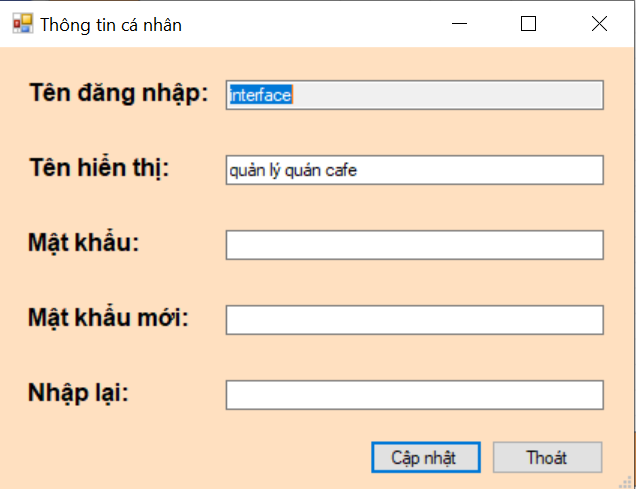 Thông tin cá nhân
Tên đăng nhập: interface
Tên hiển thị: quản lý quán cafe
Mật khẩu:
Mật khẩu mới:
Nhập lại:
Cập nhật Thoát